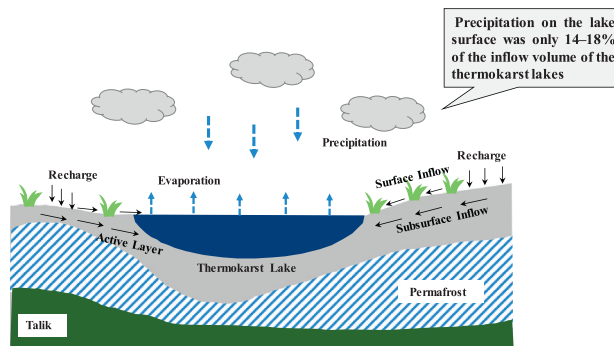 Precipitation on the lake
surface was only 14–18%
of the inflow volume of the
thermokarst lakes
Precipitation
Recharge
Evaporation
Surface Inflow
Recharge
Subsurface Inflow
Active Layer
Thermokarst Lake
Permafrost
Talik